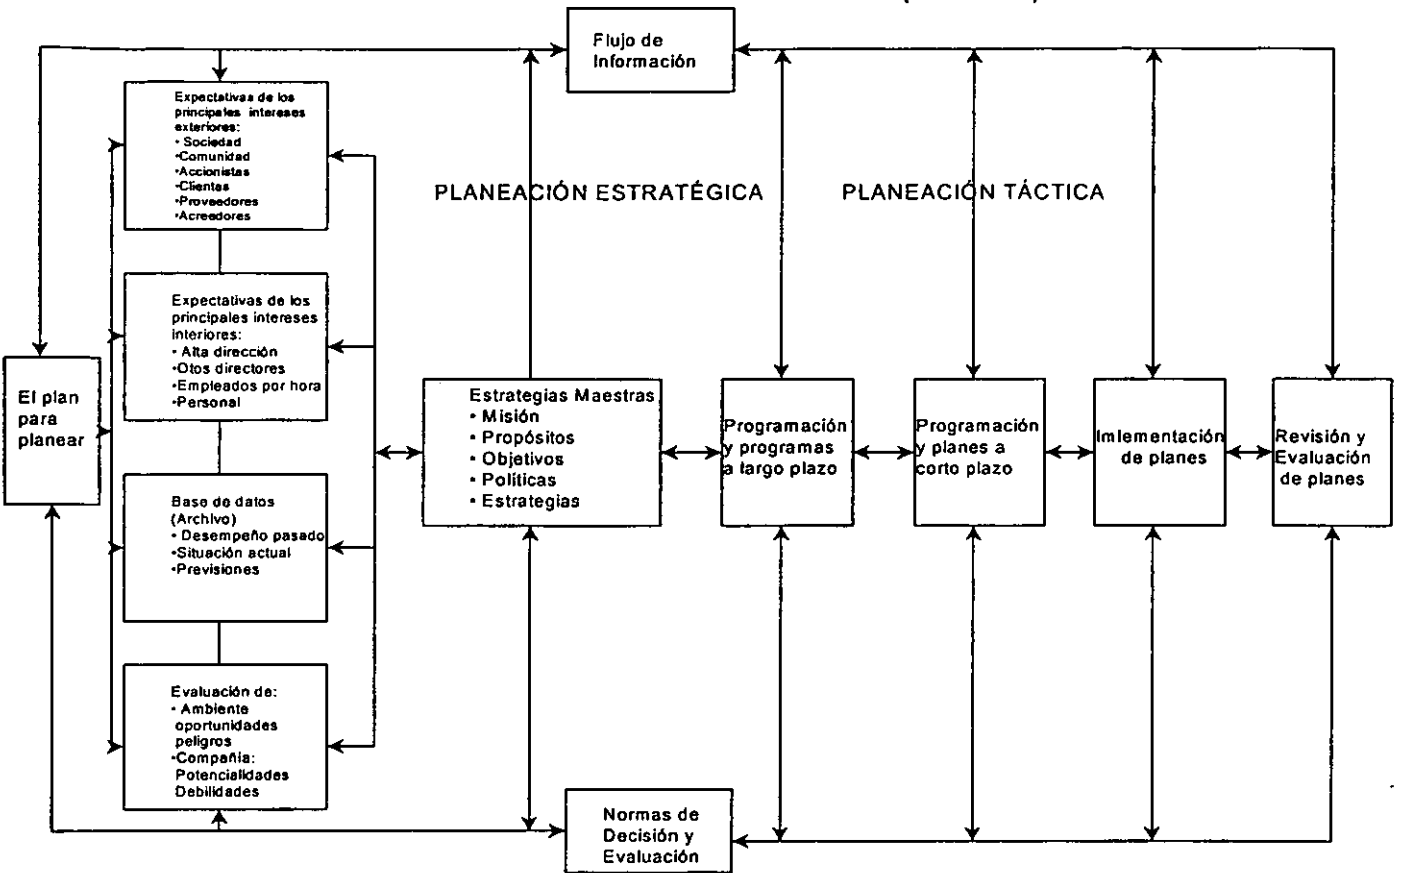 Flujo de
Información
Expectativas de los
principales intereses
exteriores:
• Sociedad
•Comunidad
•Accionistas
•Clientes
•Proveedores
•Acreedores
PLANEACIÓN ESTRATÉGICA
PLANEACIÓN TÁCTICA
Expectativas de los
principales intereses
interiores:
• Alta dirección
• Otos directores
•Empleados por hora
•Personal
El plan
para
planear
Estrategias Maestras
• Misión
• Propósitos
• Objetivos
• Políticas
• Estrategias
Programación
y programas
a largo plazo
Programación
y planes a
corto plazo
Imlementación
de planes
Revisión y
Evaluación
de planes
Base de datos
(Archivo)
• Desempeño pasado
•Situación actual
•Previsiones
Evaluación de:
• Ambiente
oportunidades
peligros
•Compañía:
Potencialidades
Debilidades
Normas de
Decisión y
Evaluación